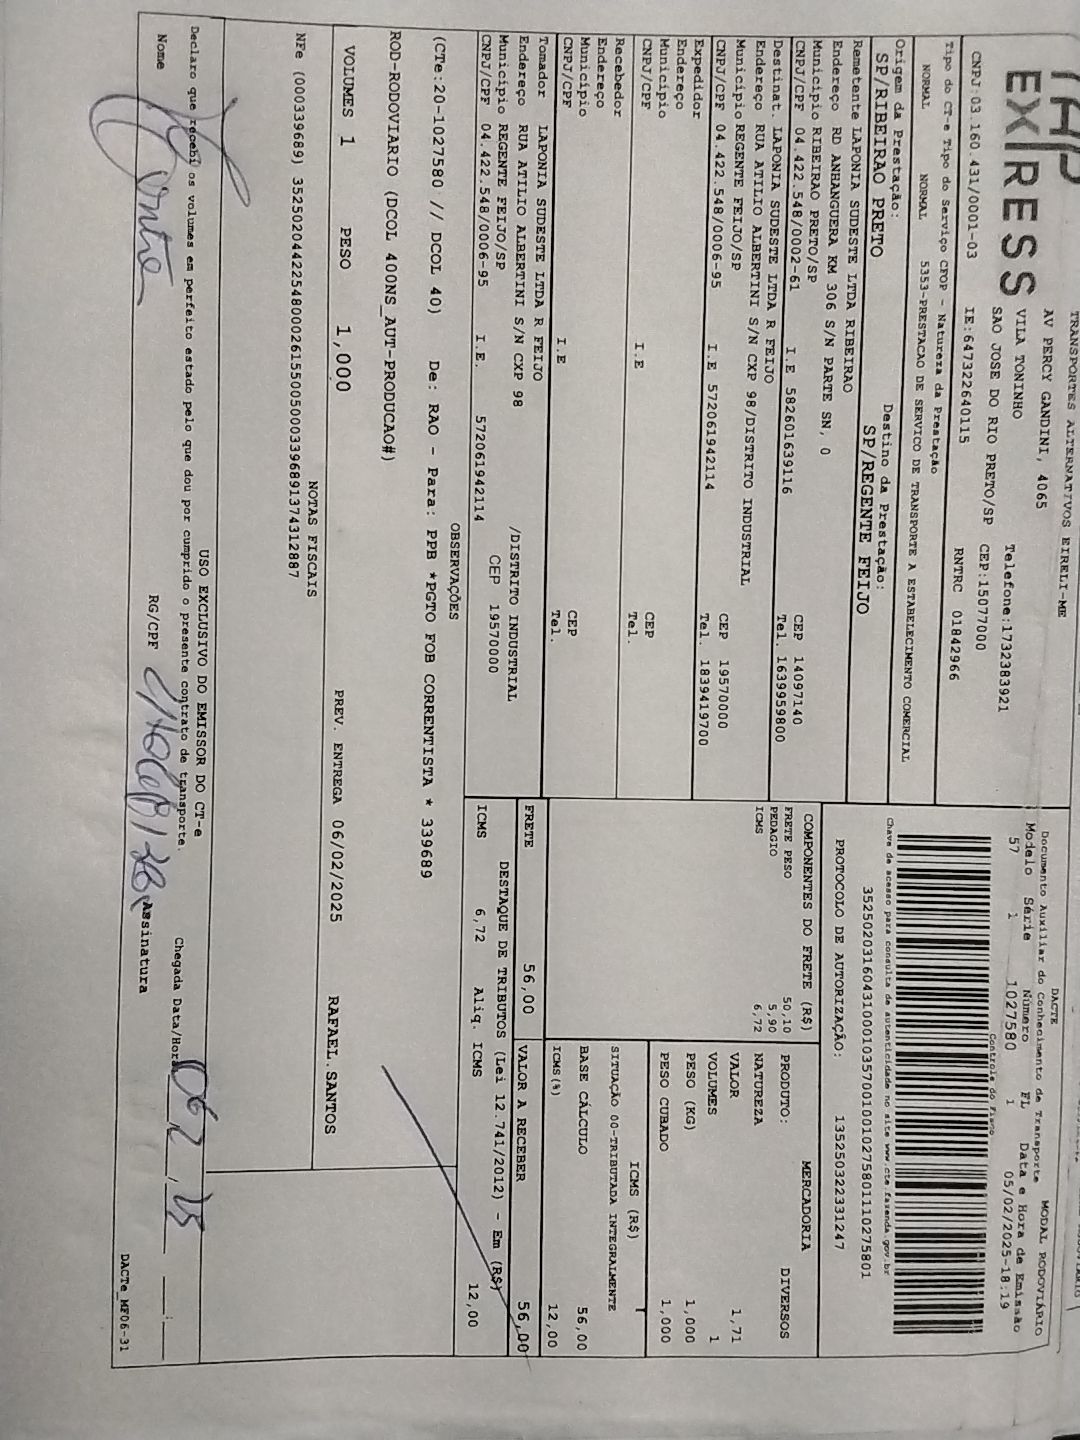 TRANSPORTES ALTERNATIVOS EIRELI-ME
TAP
EXPRESS
AV PERCY GANDINI, 4065
VILA TONINHO
Telefone:1732383921
SAO JOSE DO RIO PRETO/SP
CEP:15077000
CNPJ:03.160.431/0001-03
IE:647322640115
RNTRC 01842966
Tipo do CT-e Tipo do Serviço CFOP - Natureza da Prestação
NORMAL NORMAL 5353-PRESTACAO DE SERVICO DE TRANSPORTE A ESTABELECIMENTO COMERCIAL
Origem da Prestação:
Destino da Prestação:
SP/RIBEIRAO PRETO
SP/REGENTE FEIJO
Remetente LAPONIA SUDESTE LTDA RIBEIRAO
Endereço RD ANHANGUERA KM 306 S/N PARTE SN, 0
Município RIBEIRAO PRETO/SP
CEP 14097140
CNPJ/CPF 04.422.548/0002-61
I.E 582601639116
Tel. 1639959800
Destinat. LAPONIA SUDESTE LTDA R FEIJO
Endereço RUA ATILIO ALBERTINI S/N CXP 98/DISTRITO INDUSTRIAL
Município REGENTE FEIJO/SP
CEP 19570000
CNPJ/CPF 04.422.548/0006-95
I.E 572061942114
Tel. 1839419700
Expedidor
Endereço
Município
CEP
CNPJ/CPF
I.E
Tel.
Recebedor
Endereço
Município
CEP
CNPJ/CPF
I.E
Tel.
Tomador LAPONIA SUDESTE LTDA R FEIJO
Endereço RUA ATILIO ALBERTINI S/N CXP 98 /DISTRITO INDUSTRIAL
Município REGENTE FEIJO/SP
CEP 19570000
CNPJ/CPF 04.422.548/0006-95
I.E. 572061942114
DACTE
MODAL RODOVIÁRIO
Documento Auxiliar do Conhecimento de Transporte
Modelo Série Número FL Data e Hora de Emissão
57 1 1027580 1 05/02/2025-18:19
Controle do Fisco
Chave de acesso para consulta de autenticidade no site www.cte.fazenda.gov.br
35250203160431000103570010010275801110275801
PROTOCOLO DE AUTORIZAÇÃO: 135250322331247
COMPONENTES DO FRETE (R$)
FRETE PESO 50,10
PEDAGIO 5,90
ICMS 6,72
PRODUTO: MERCADORIA
NATUREZA DIVERSOS
VALOR 1,71
VOLUMES 1
PESO (KG) 1,000
PESO CUBADO 1,000
ICMS (R$)
SITUAÇÃO 00-TRIBUTADA INTEGRALMENTE
BASE CÁLCULO 56,00
ICMS(%) 12,00
FRETE 56,00
VALOR A RECEBER 56,00
DESTAQUE DE TRIBUTOS (Lei 12.741/2012) - Em (R$)
ICMS 6,72 Aliq. ICMS 12,00
OBSERVAÇÕES
(CTe:20-1027580 // DCOL 40) De: RAO - Para: PPB *PGTO FOB CORRENTISTA * 339689
ROD-RODOVIARIO (DCOL 400NS_AUT-PRODUCAO#)
VOLUMES 1 PESO 1,000
PREV. ENTREGA 06/02/2025
RAFAEL.SANTOS
NOTAS FISCAIS
NFe (000339689) 35250204422548000261550050003396891374312887
USO EXCLUSIVO DO EMISSOR DO CT-e
Declaro que recebi os volumes em perfeito estado pelo que dou por cumprido o presente contrato de transporte.
Chegada Data/Hora
Nome
RG/CPF
Assinatura
DACTe_MF06-31